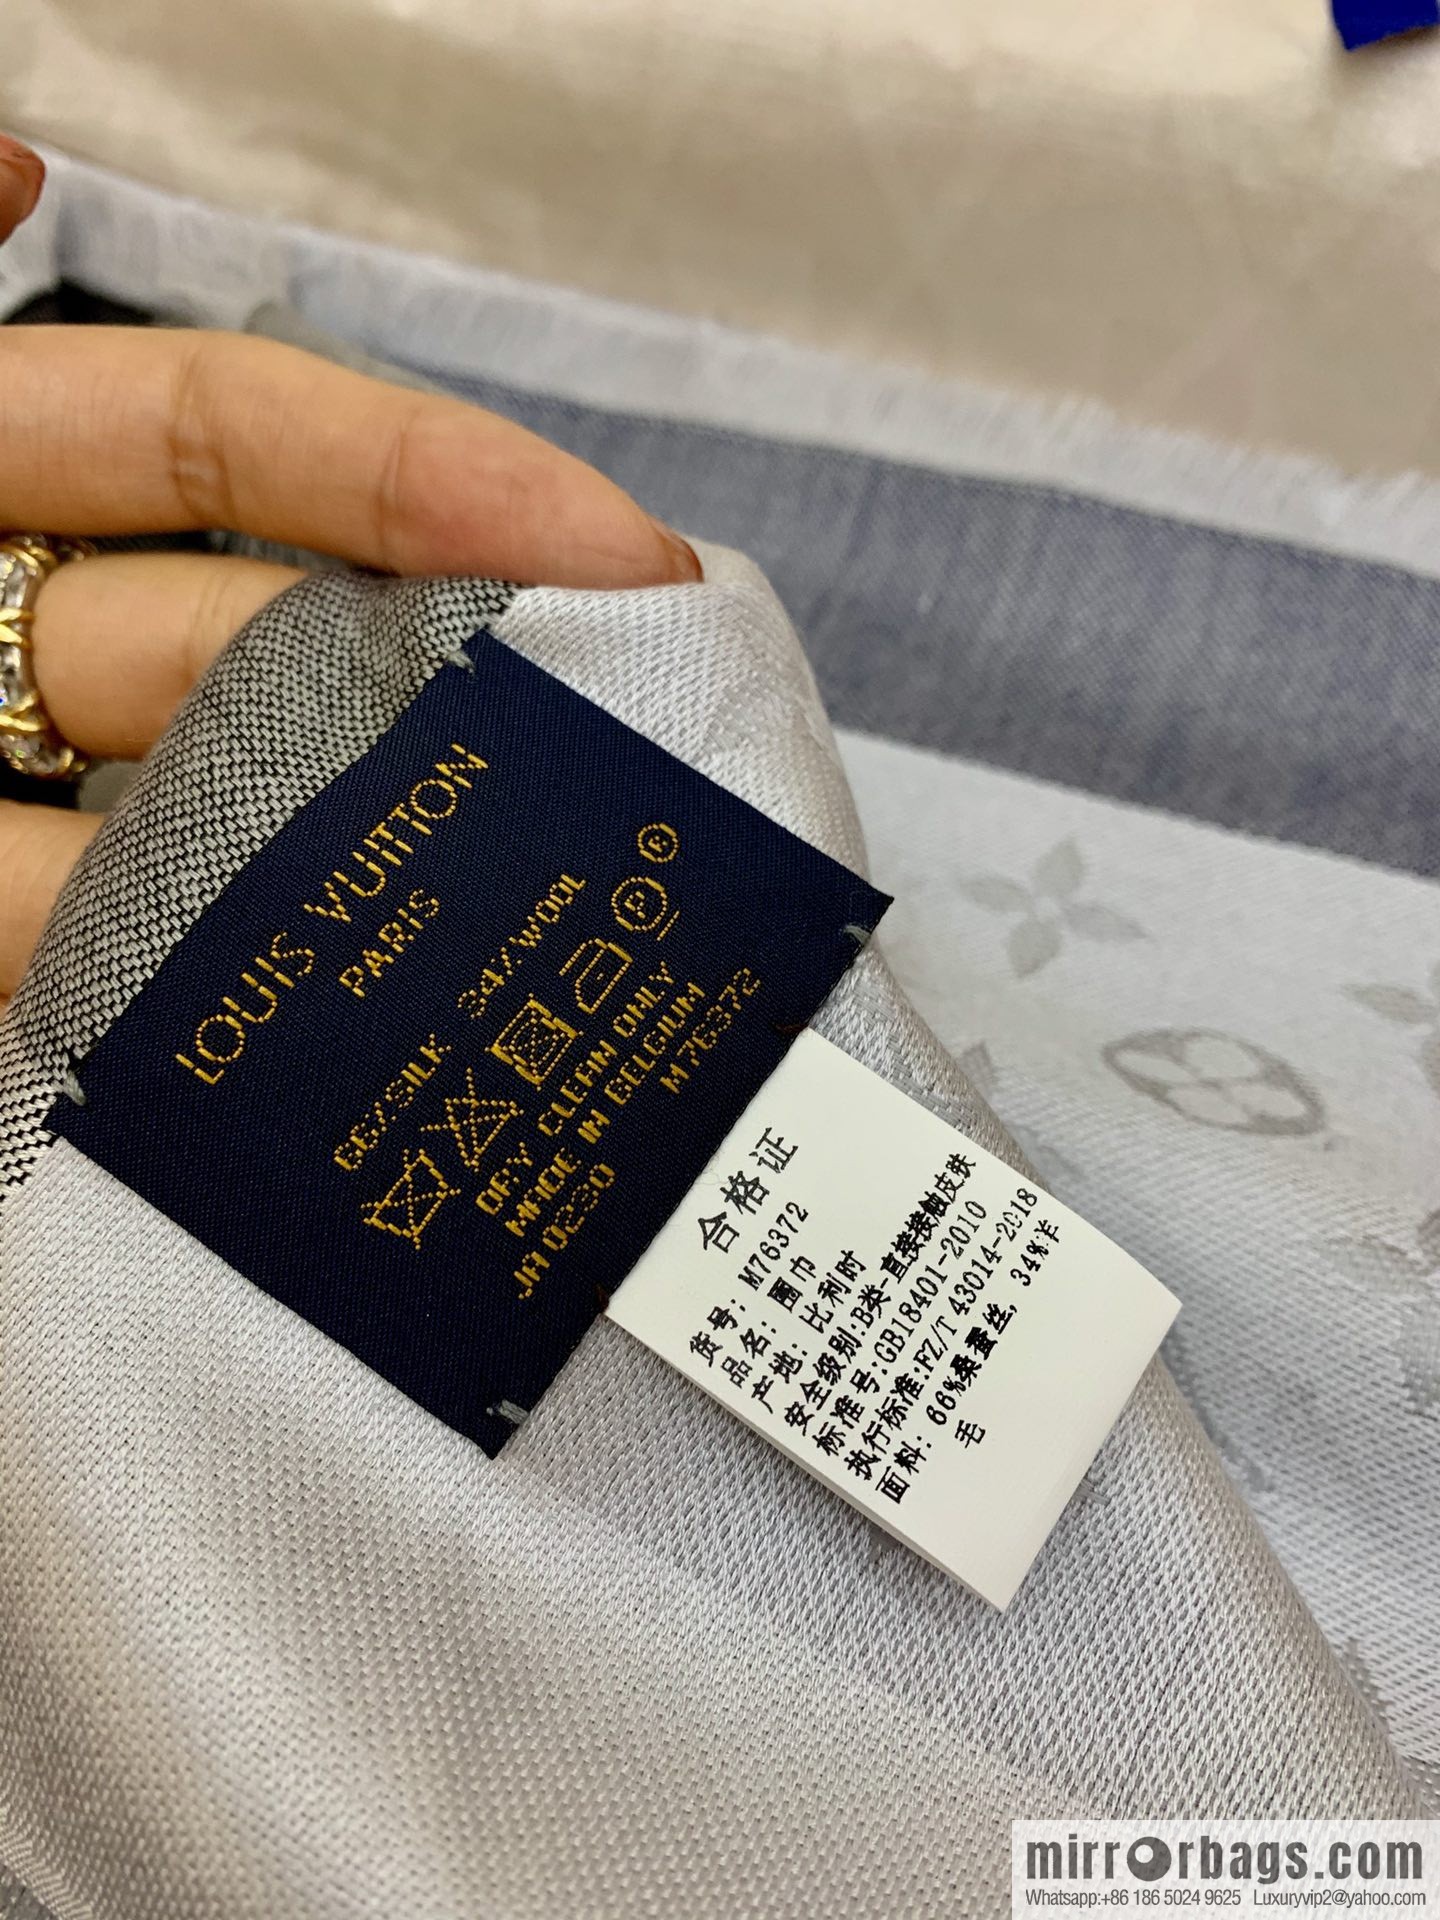 LOUIS VUITTON
PARIS
®
66%SILK 34%WOOL
P
DRY CLEAN ONLY
MADE IN BELGIUM
JA 0230 M76372
合格证
货号: M76372
品名: 围巾
产地: 比利时
安全级别:B类-直接接触皮肤
标准号:GB18401-2010
执行标准:FZ/T 43014-2018
面料: 66%桑蚕丝, 34%羊
毛
mirrorbags.com
Whatsapp:+86 186 5024 9625 Luxuryvip2@yahoo.com